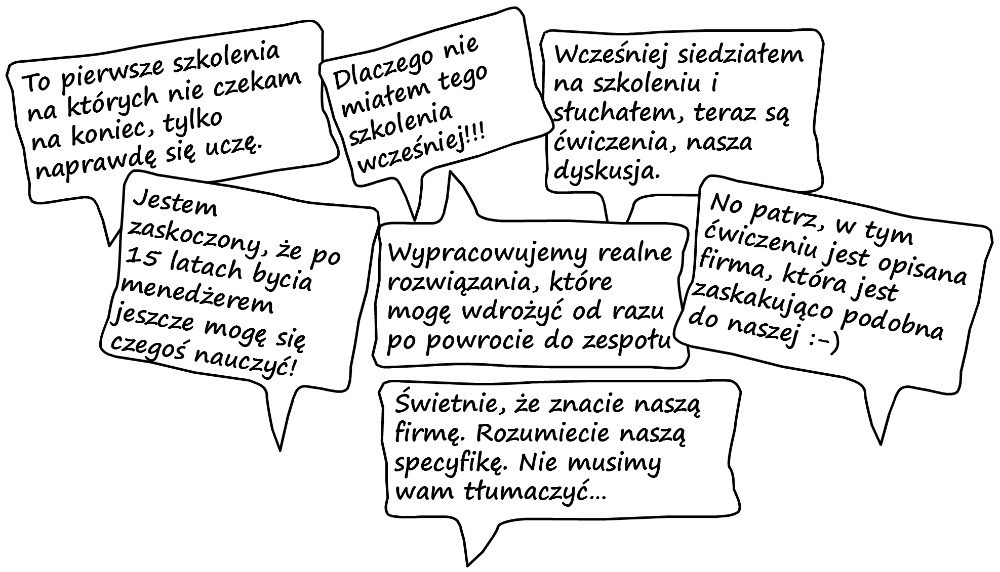 To pierwsze szkolenia
na których nie czekam
na koniec, tylko
naprawdę się uczę.
Dlaczego nie
miałem tego
szkolenia
wcześniej!!!
Wcześniej siedziałem
na szkoleniu i
słuchałem, teraz są
ćwiczenia, nasza
dyskusja.
Jestem
zaskoczony, że po
15 latach bycia
menedżerem
jeszcze mogę się
czegoś nauczyć!
Wypracowujemy realne
rozwiązania, które
mogę wdrożyć od razu
po powrocie do zespołu
No patrz, w tym
ćwiczeniu jest opisana
firma, która jest
zaskakująco podobna
do naszej :-)
Świetnie, że znacie naszą
firmę. Rozumiecie naszą
specyfikę. Nie musimy
wam tłumaczyć...